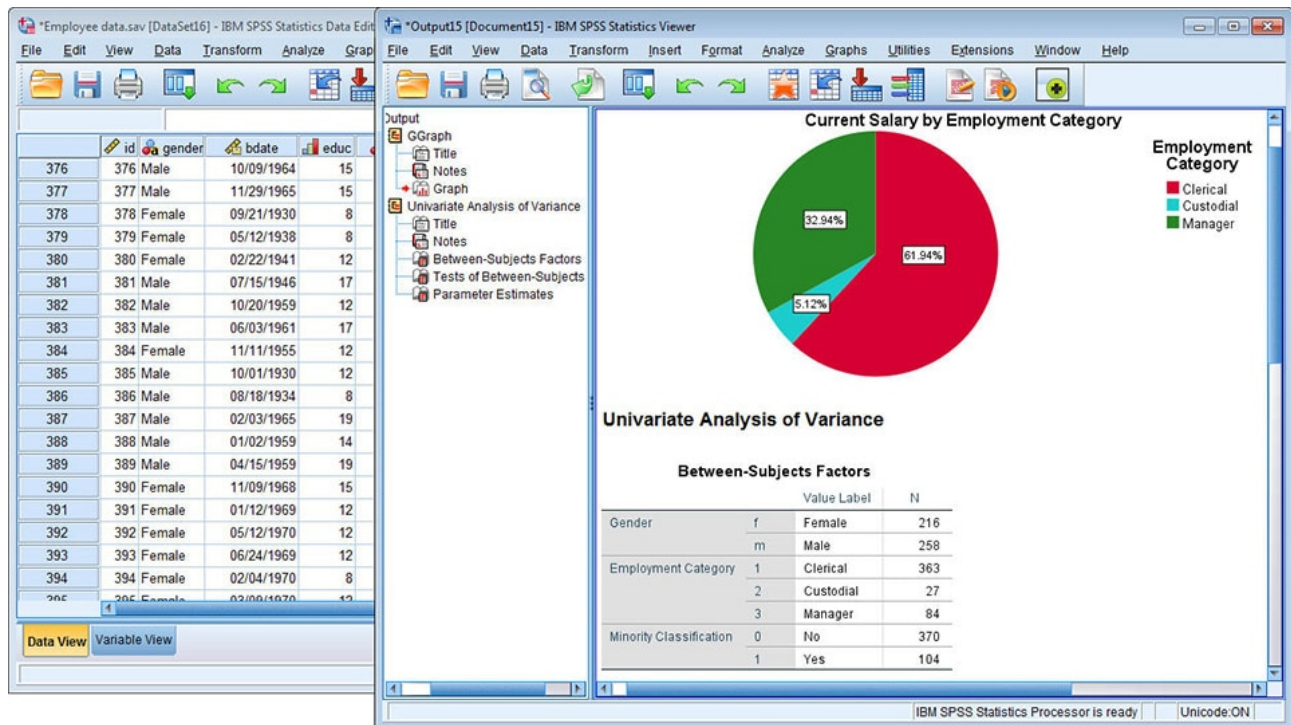 *Employee data.sav [DataSet16] - IBM SPSS Statistics Data Edit
File Edit View Data Transform Analyze Grap
id gender bdate educ
376 376 Male 10/09/1964 15
377 377 Male 11/29/1965 15
378 378 Female 09/21/1930 8
379 379 Female 05/12/1938 8
380 380 Female 02/22/1941 12
381 381 Male 07/15/1946 17
382 382 Male 10/20/1959 12
383 383 Male 06/03/1961 17
384 384 Female 11/11/1955 12
385 385 Male 10/01/1930 12
386 386 Male 08/18/1934 8
387 387 Male 02/03/1965 19
388 388 Male 01/02/1959 14
389 389 Male 04/15/1959 19
390 390 Female 11/09/1968 15
391 391 Female 01/12/1969 12
392 392 Female 05/12/1970 12
393 393 Female 06/24/1969 12
394 394 Female 02/04/1970 8
395 395 Female 03/09/1970 12
Data View Variable View
*Output15 [Document15] - IBM SPSS Statistics Viewer
File Edit View Data Transform Insert Format Analyze Graphs Utilities Extensions Window Help
Output
GGraph
Title
Notes
Graph
Univariate Analysis of Variance
Title
Notes
Between-Subjects Factors
Tests of Between-Subjects
Parameter Estimates
Current Salary by Employment Category
Employment
Category
Clerical
Custodial
Manager
32.94%
61.94%
5.12%
Univariate Analysis of Variance
Between-Subjects Factors
Value Label N
Gender f Female 216
m Male 258
Employment Category 1 Clerical 363
2 Custodial 27
3 Manager 84
Minority Classification 0 No 370
1 Yes 104
IBM SPSS Statistics Processor is ready Unicode:ON